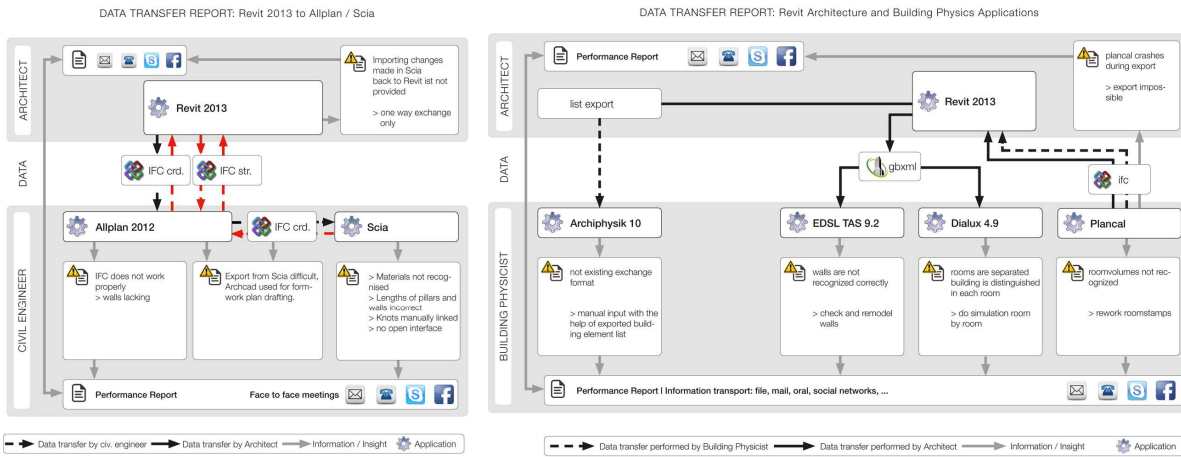 DATA TRANSFER REPORT: Revit 2013 to Allplan / Scia
ARCHITECT
Importing changes
made in Scia
back to Revit ist not
provided
> one way exchange
only
Revit 2013
DATA
IFC crd.
IFC str.
CIVIL ENGINEER
Allplan 2012
IFC crd.
Scia
IFC does not work
properly
> walls lacking
Export from Scia difficult,
Archcad used for form-
work plan drafting.
> Materials not recog-
nised
> Lengths of pillars and
walls incorrect
> Knots manually linked
> no open interface
Performance Report
Face to face meetings
Data transfer by civ. engineer
Data transfer by Architect
Information / Insight
Application
DATA TRANSFER REPORT: Revit Architecture and Building Physics Applications
ARCHITECT
Performance Report
plancal crashes
during export
> export impos-
sible
list export
Revit 2013
DATA
gbxml
ifc
BUILDING PHYSICIST
Archiphysik 10
EDSL TAS 9.2
Dialux 4.9
Plancal
not existing exchange
format
> manual input with the
help of exported buil-
ding element list
walls are not
recognized correctly
> check and remodel
walls
rooms are separated
building is distinguished
in each room
> do simulation room
by room
roomvolumes not rec-
ognized
> rework roomstamps
Performance Report | Information transport: file, mail, oral, social networks, ...
Data transfer performed by Building Physicist
Data transfer performed by Architect
Information / Insight
Application